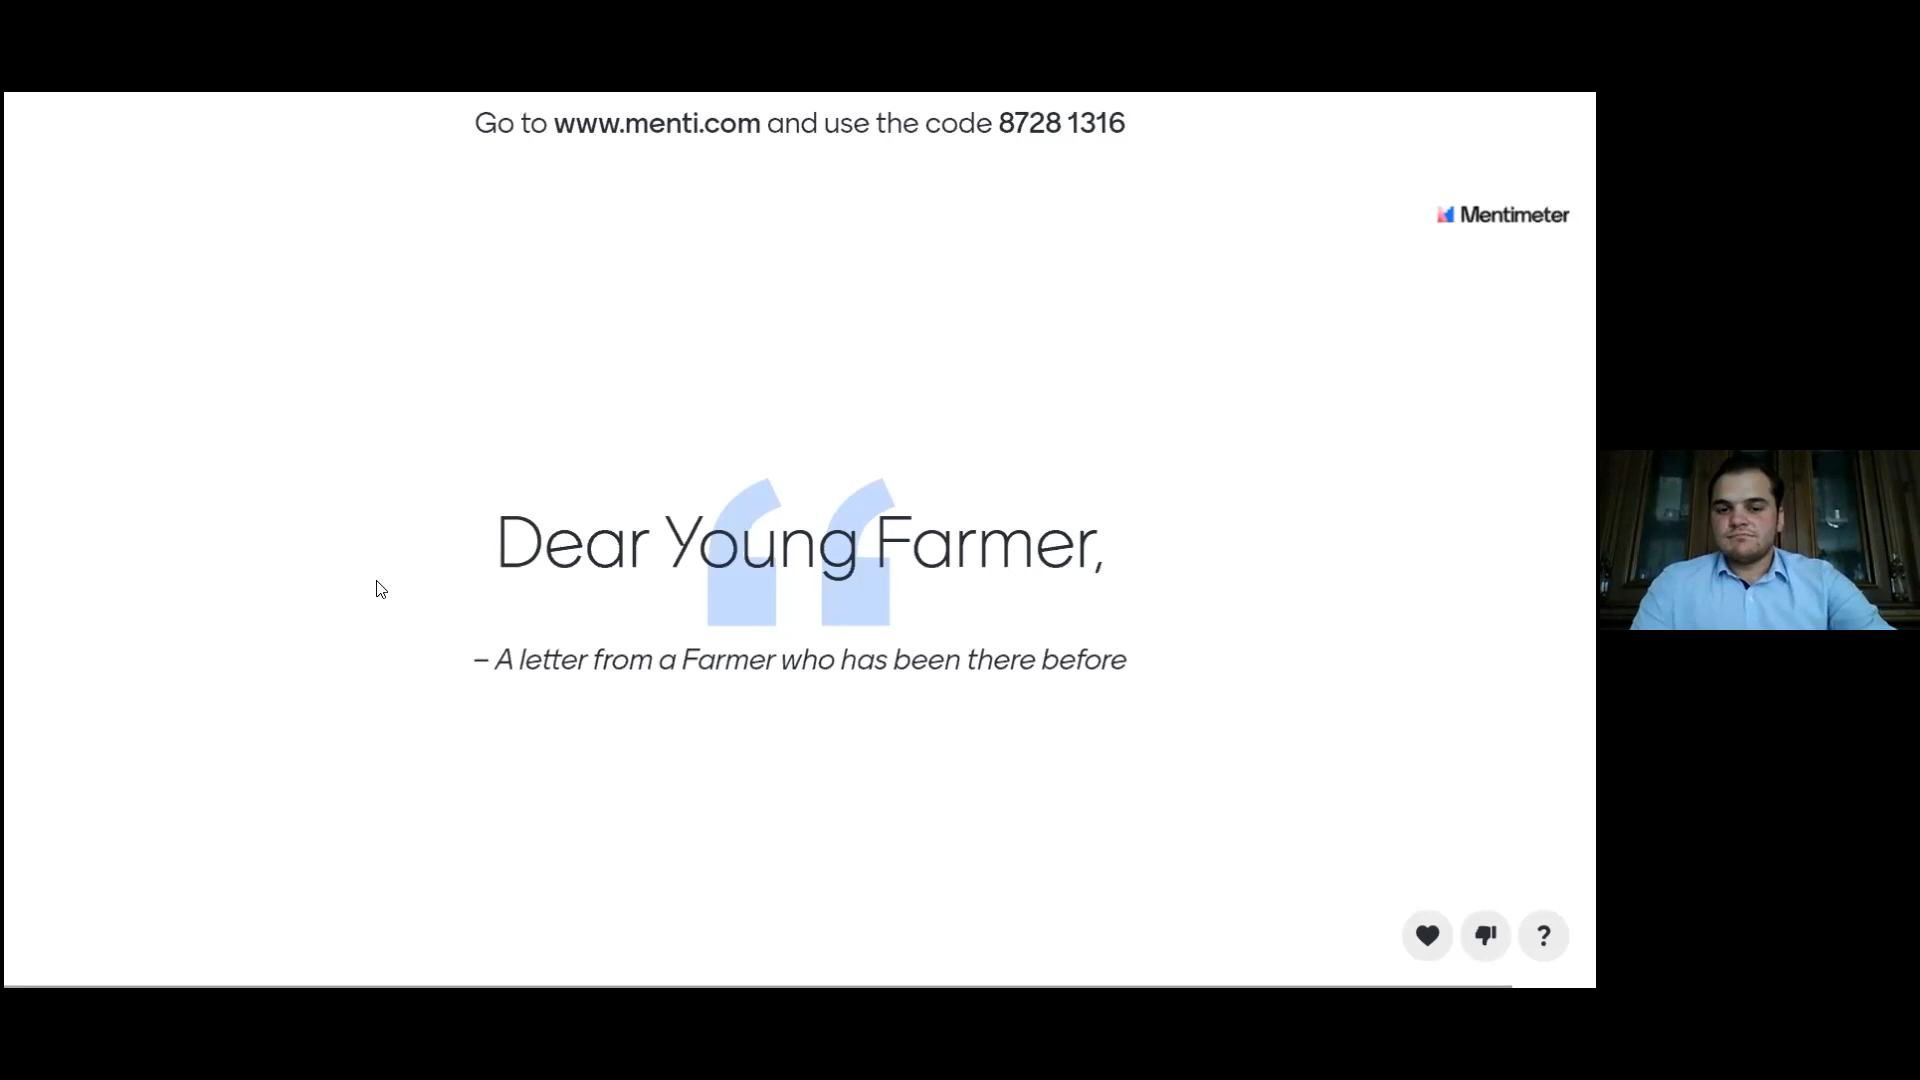 Go to www.menti.com and use the code 8728 1316
Mentimeter
Dear Young Farmer,
– A letter from a Farmer who has been there before
?